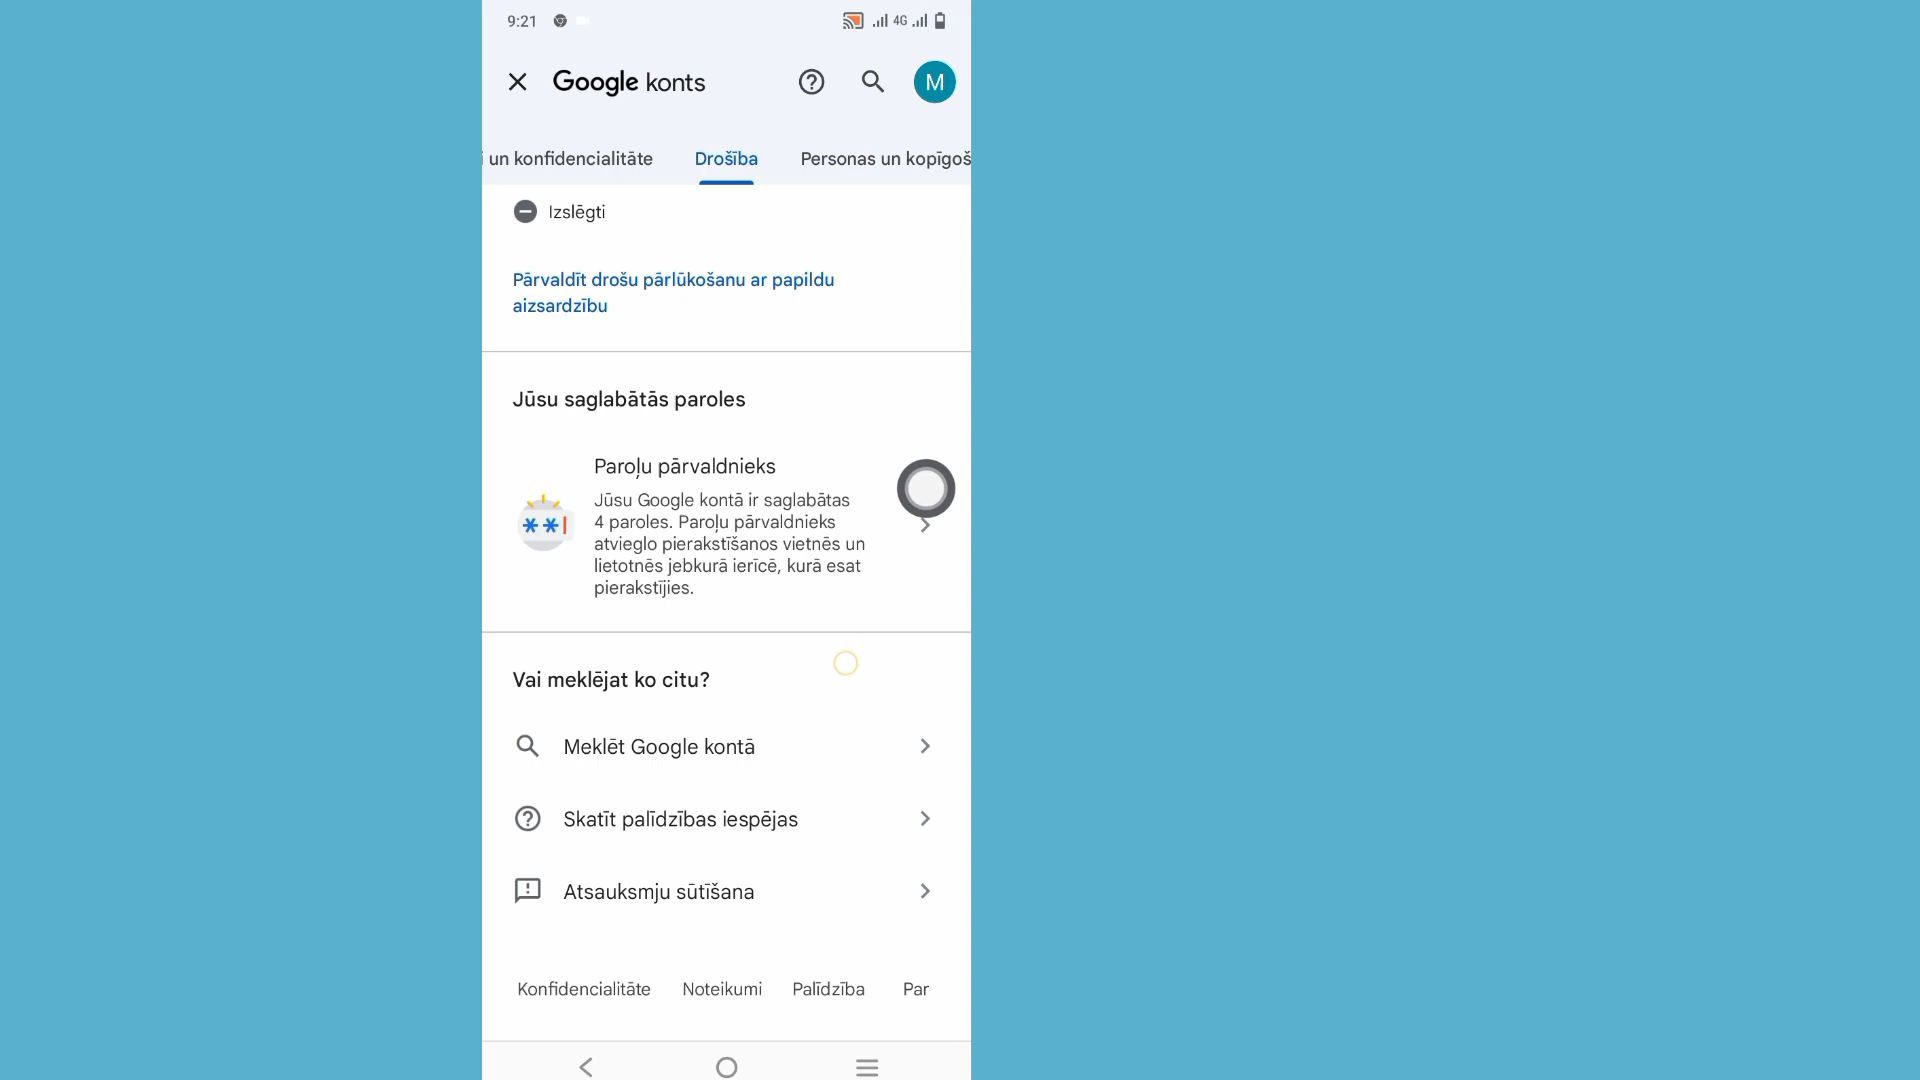 9:21
4G
Google konts
M
i un konfidencialitāte
Drošība
Personas un kopīgoš
Izslēgti
Pārvaldīt drošu pārlūkošanu ar papildu
aizsardzību
Jūsu saglabātās paroles
Paroļu pārvaldnieks
Jūsu Google kontā ir saglabātas
4 paroles. Paroļu pārvaldnieks
atvieglo pierakstīšanos vietnēs un
lietotnēs jebkurā ierīcē, kurā esat
pierakstījies.
Vai meklējat ko citu?
Meklēt Google kontā
Skatīt palīdzības iespējas
Atsauksmju sūtīšana
Konfidencialitāte
Noteikumi
Palīdzība
Par